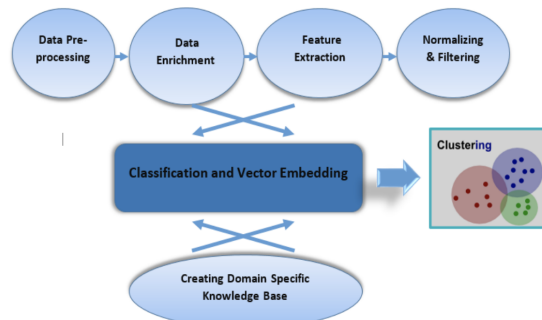 Data Pre-
processing
Data
Enrichment
Feature
Extraction
Normalizing
& Filtering
Classification and Vector Embedding
Clustering
Creating Domain Specific
Knowledge Base